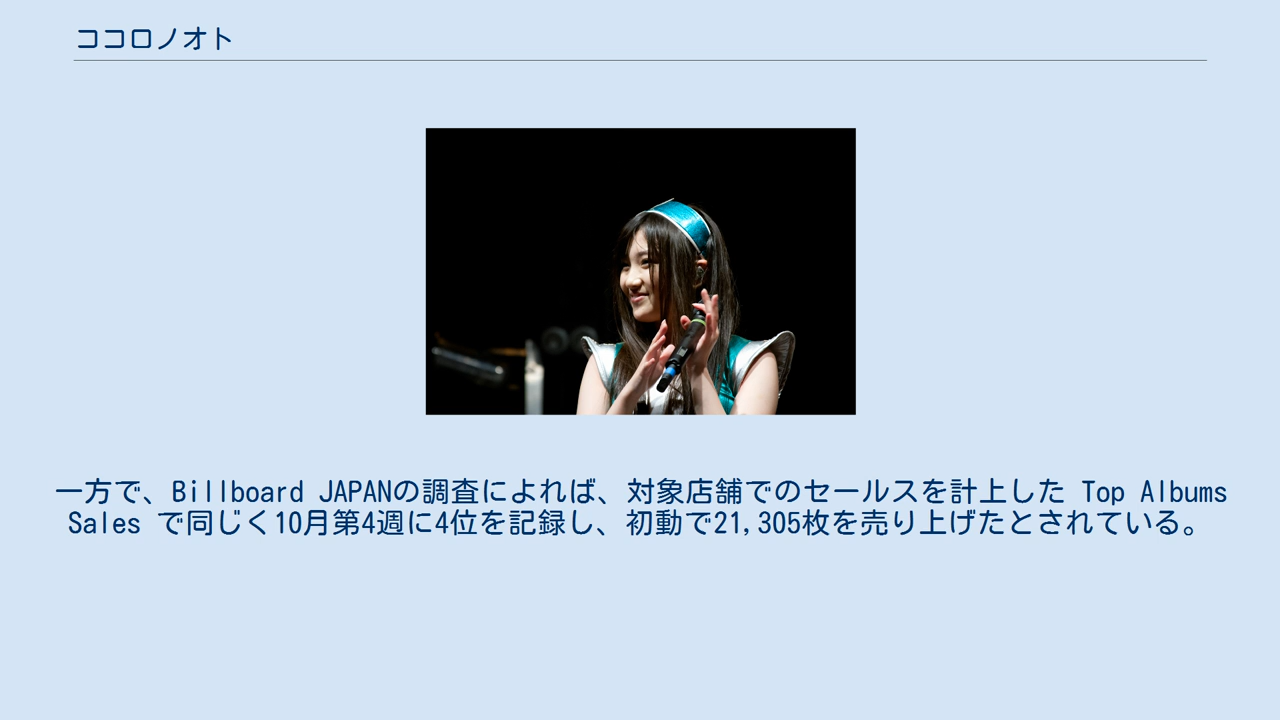 ココロノオト
一方で、Billboard JAPANの調査によれば、対象店舗でのセールスを計上した Top Albums
Sales で同じく10月第4週に4位を記録し、初動で21,305枚を売り上げたとされている。